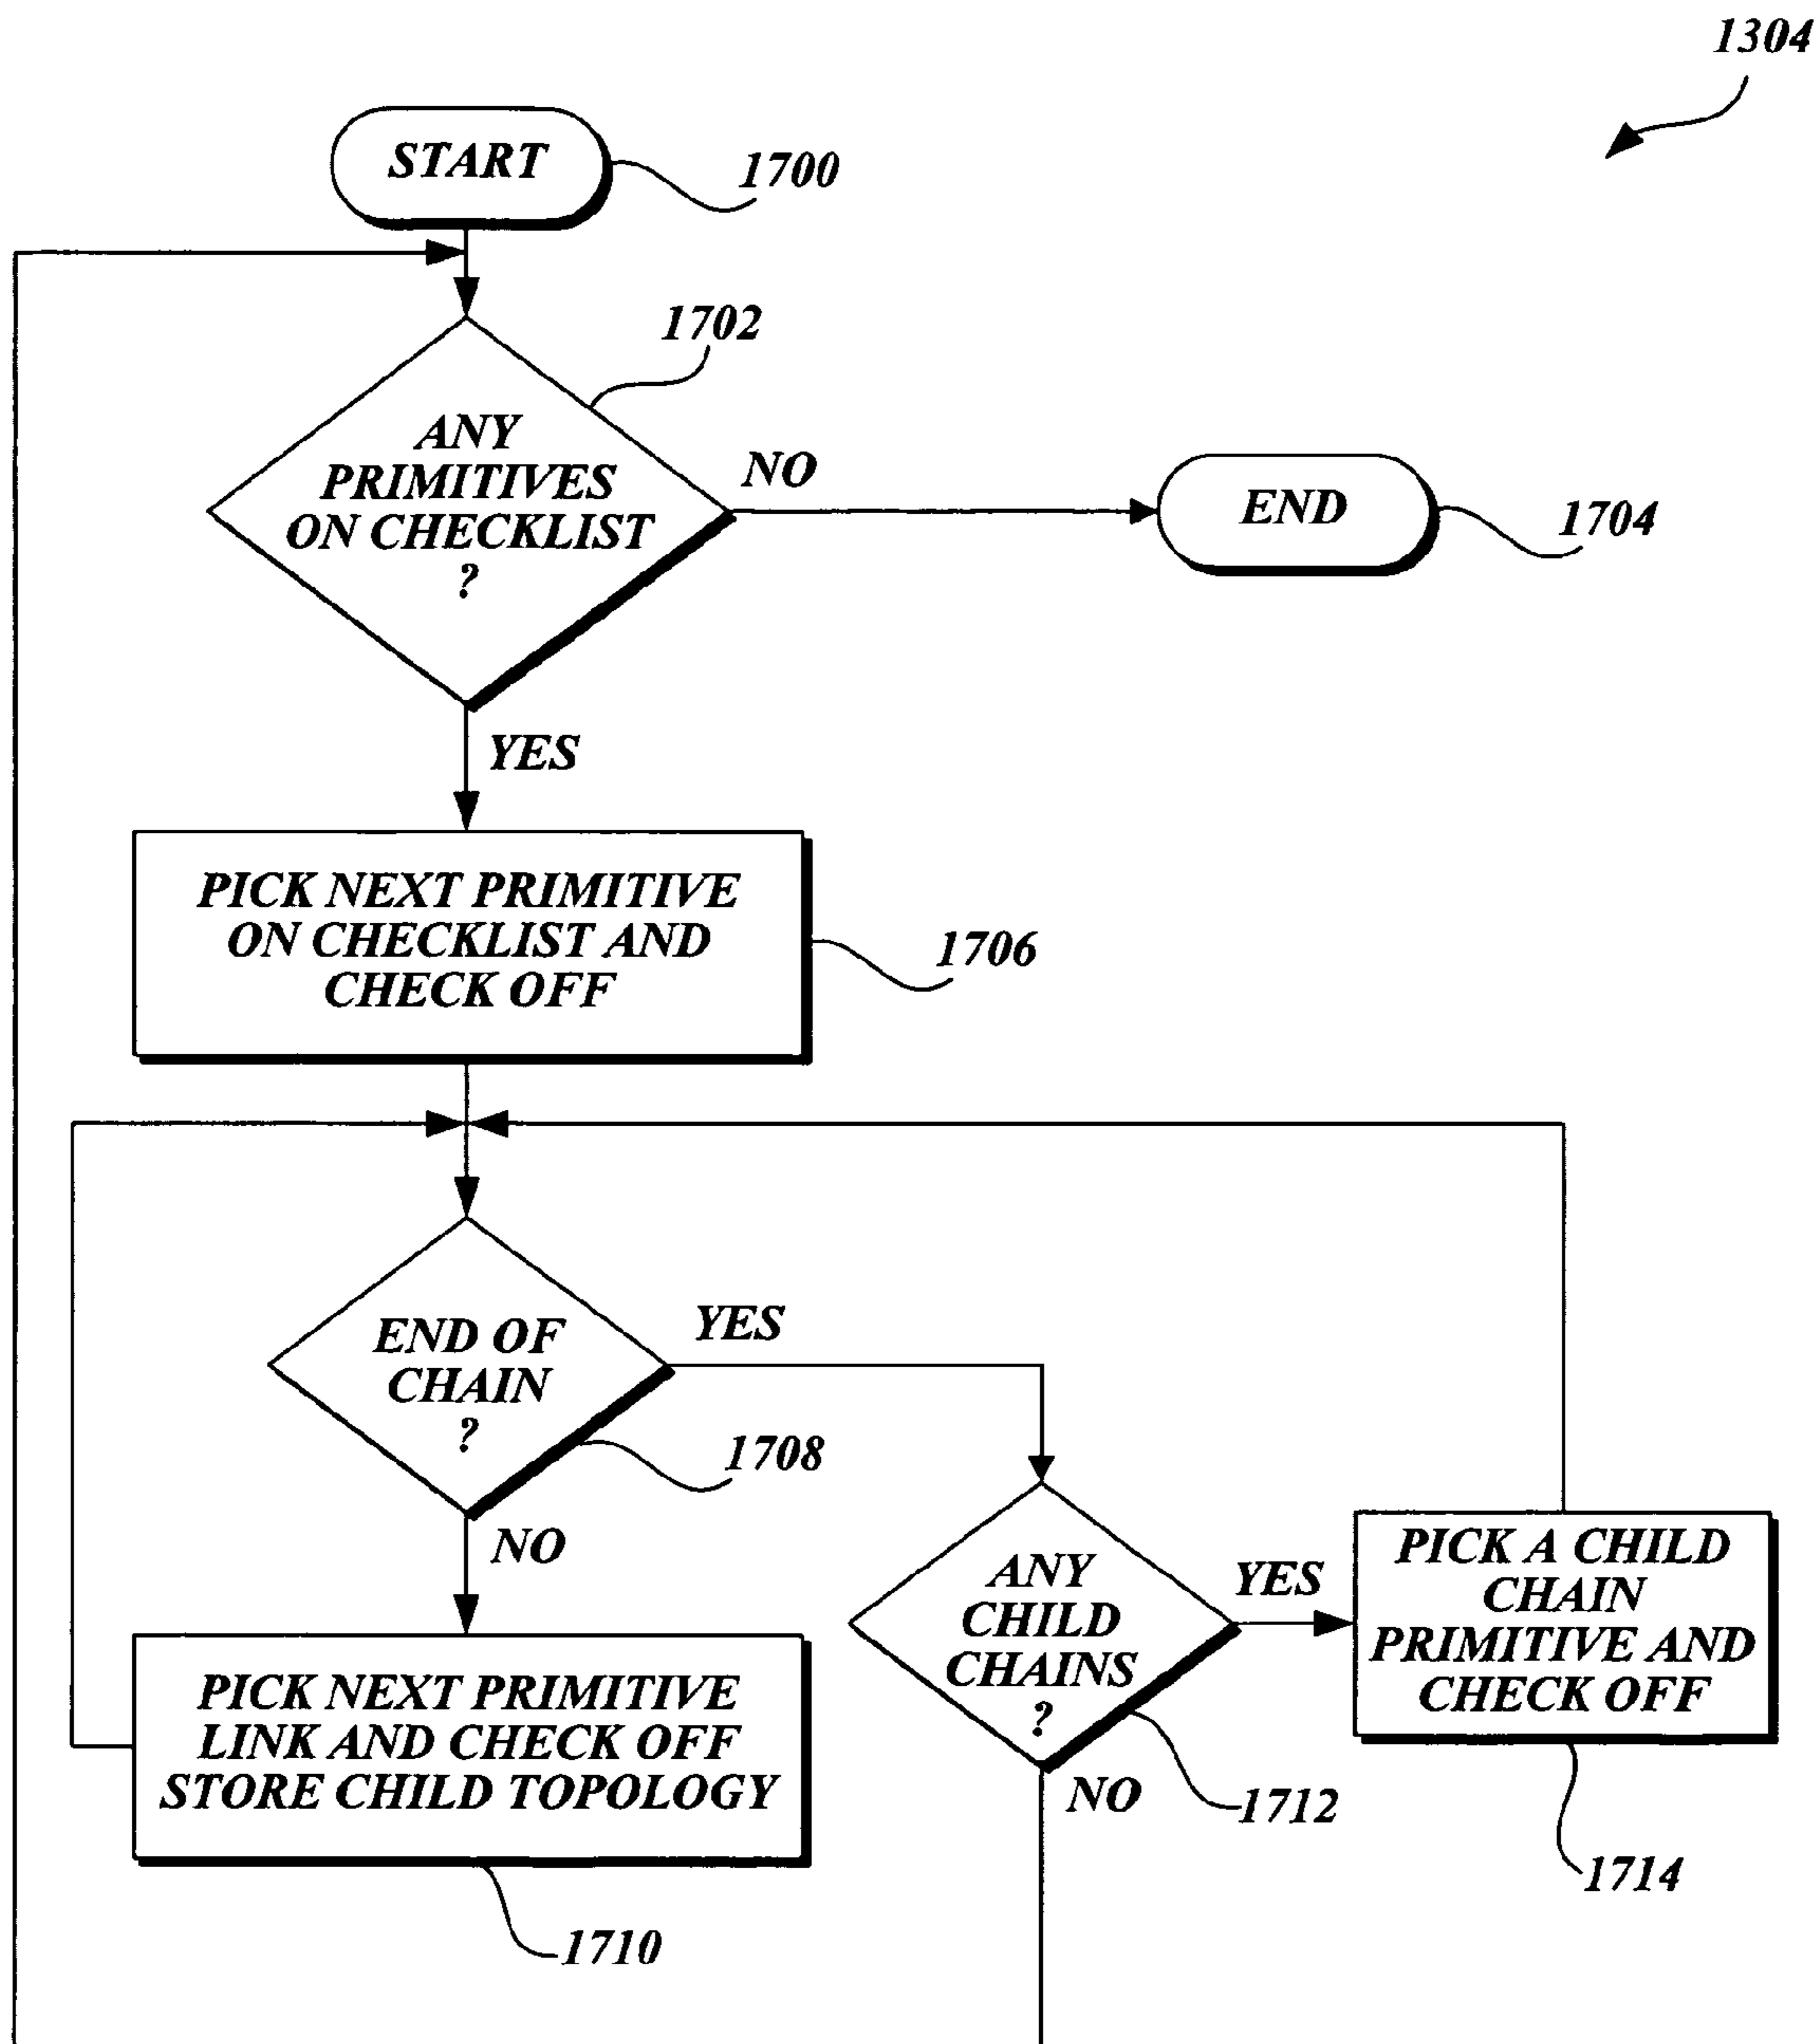 1304
START
1700
1702
ANY
PRIMITIVES
ON CHECKLIST
?
NO
END
1704
YES
PICK NEXT PRIMITIVE
ON CHECKLIST AND
CHECK OFF
1706
END OF
CHAIN
?
YES
1708
NO
ANY
CHILD
CHAINS
?
YES
PICK A CHILD
CHAIN
PRIMITIVE AND
CHECK OFF
PICK NEXT PRIMITIVE
LINK AND CHECK OFF
STORE CHILD TOPOLOGY
NO
1712
1714
1710